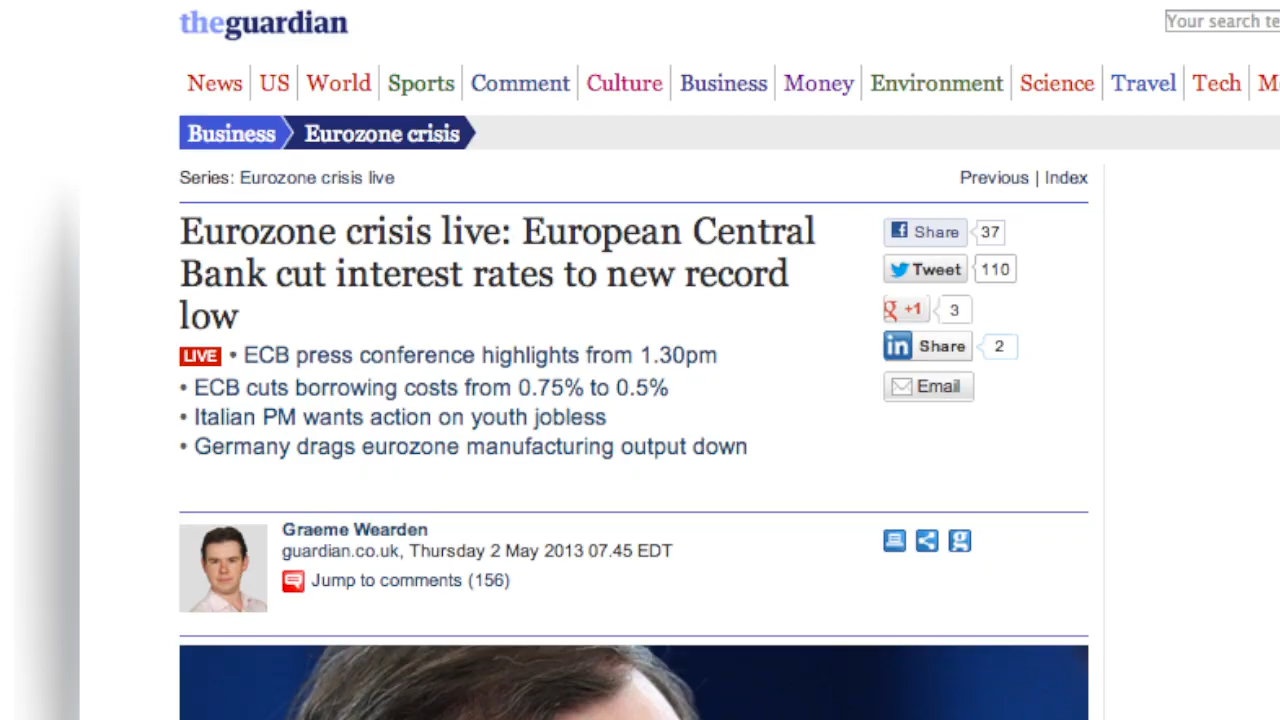 theguardian
Your search te
News US World Sports Comment Culture Business Money Environment Science Travel Tech M
Business Eurozone crisis
Series: Eurozone crisis live
Previous | Index
Eurozone crisis live: European Central
Bank cut interest rates to new record
low
LIVE • ECB press conference highlights from 1.30pm
• ECB cuts borrowing costs from 0.75% to 0.5%
• Italian PM wants action on youth jobless
• Germany drags eurozone manufacturing output down
f Share 37
Tweet 110
g +1 3
in Share 2
Email
Graeme Wearden
guardian.co.uk, Thursday 2 May 2013 07.45 EDT
Jump to comments (156)
g